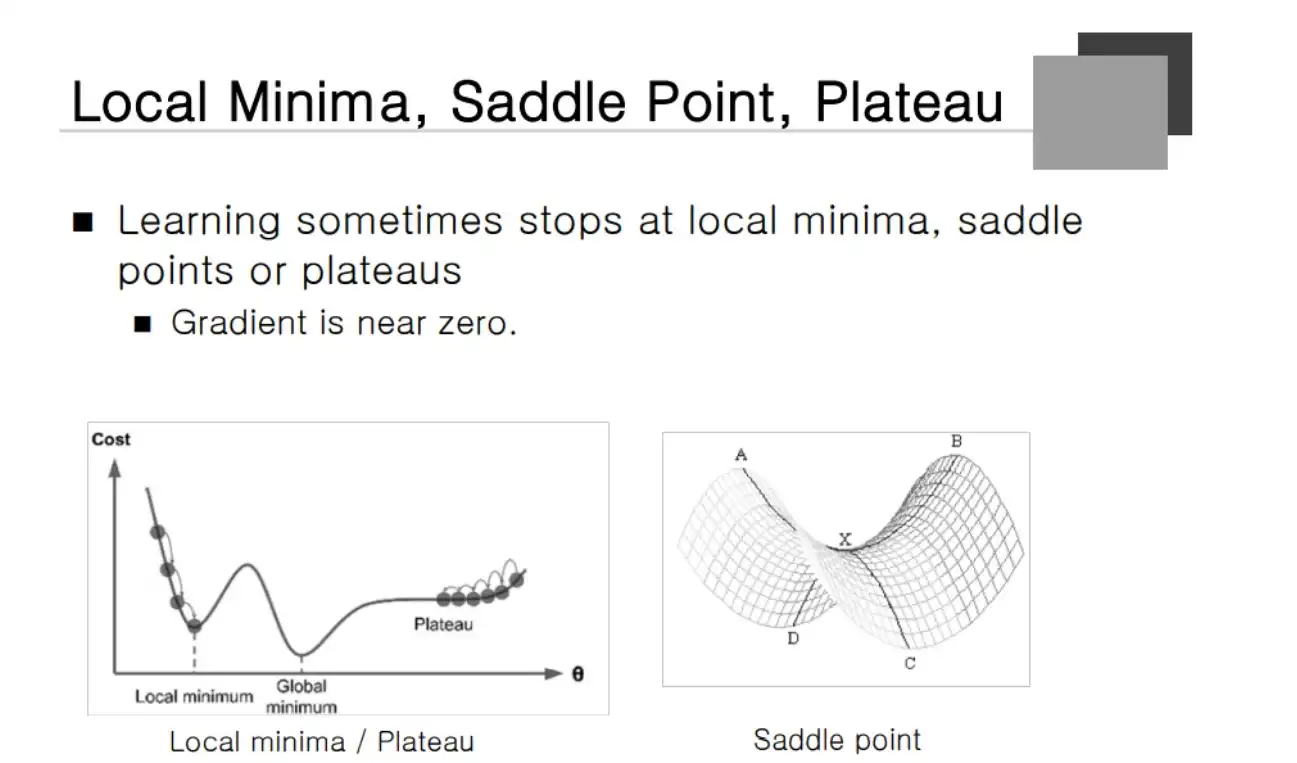 Local Minima, Saddle Point, Plateau
■ Learning sometimes stops at local minima, saddle
points or plateaus
■ Gradient is near zero.
Cost
Plateau
θ
Local minimum
Global
minimum
Local minima / Plateau
A
B
X
D
C
Saddle point